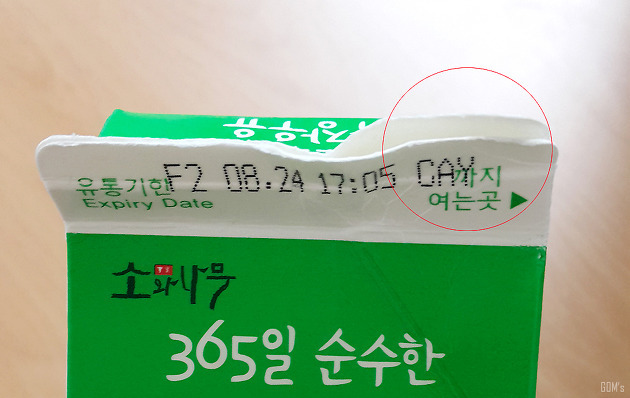 유통기한 F2 08.24 17:05 CAY 까지
Expiry Date 여는곳 ▶
소와나무
365일 순수한
GOM's